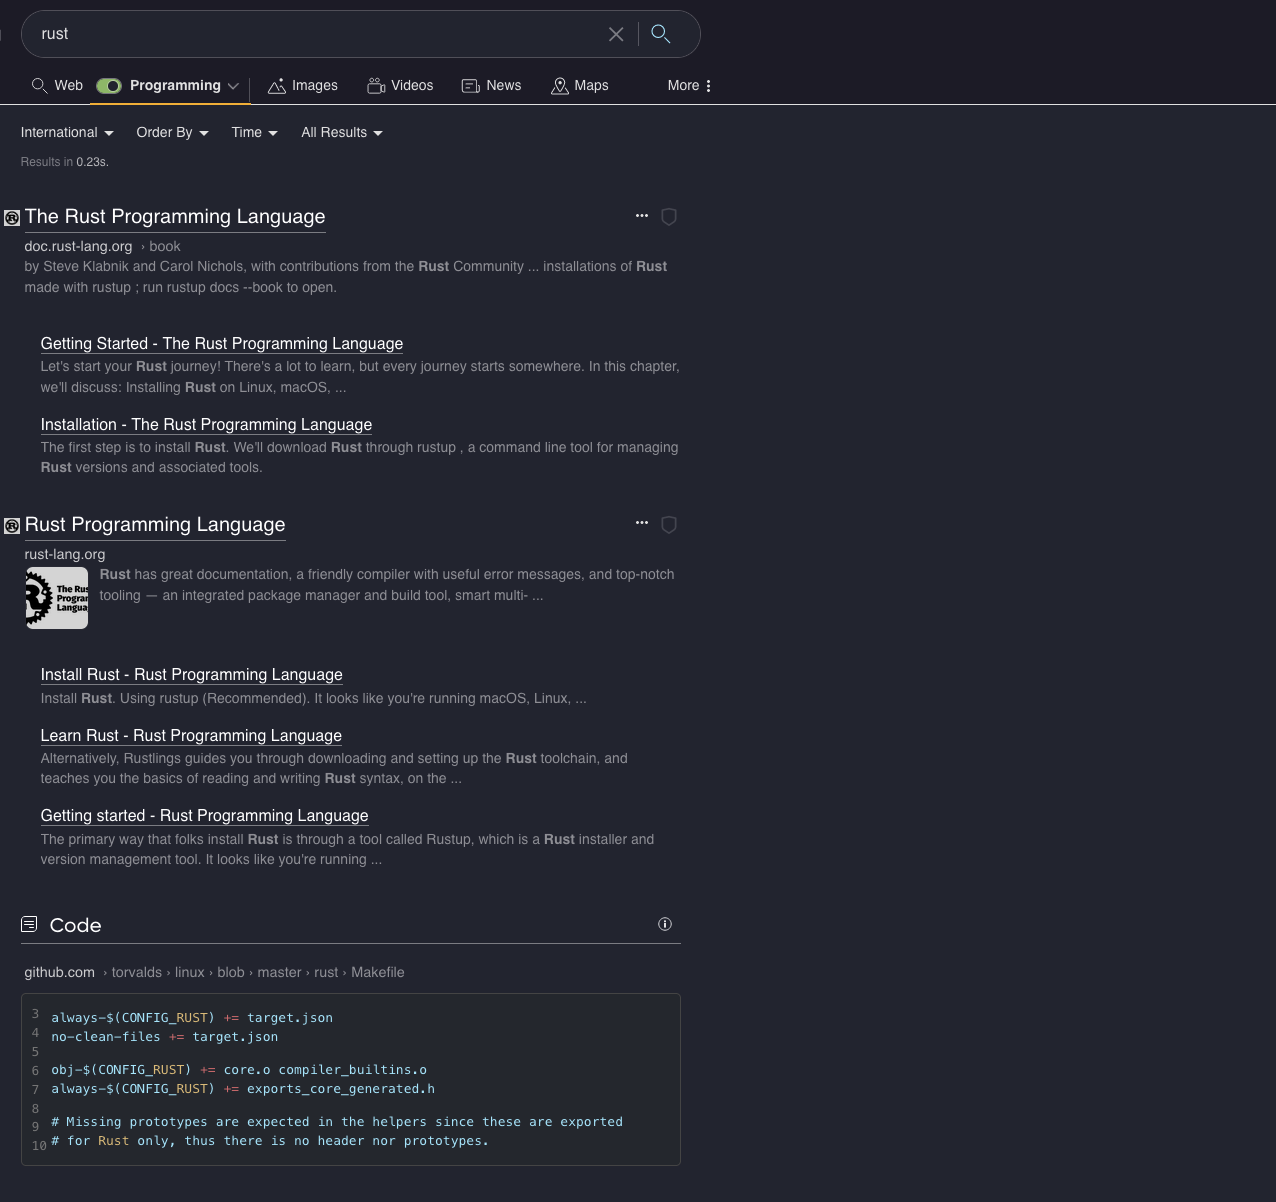 rust
Web Programming Images Videos News Maps More
International Order By Time All Results
Results in 0.23s.
The Rust Programming Language
doc.rust-lang.org › book
by Steve Klabnik and Carol Nichols, with contributions from the Rust Community ... installations of Rust
made with rustup ; run rustup docs --book to open.
Getting Started - The Rust Programming Language
Let's start your Rust journey! There's a lot to learn, but every journey starts somewhere. In this chapter,
we'll discuss: Installing Rust on Linux, macOS, ...
Installation - The Rust Programming Language
The first step is to install Rust. We'll download Rust through rustup , a command line tool for managing
Rust versions and associated tools.
Rust Programming Language
rust-lang.org
The Rus
Program
Langua
Rust has great documentation, a friendly compiler with useful error messages, and top-notch
tooling — an integrated package manager and build tool, smart multi- ...
Install Rust - Rust Programming Language
Install Rust. Using rustup (Recommended). It looks like you're running macOS, Linux, ...
Learn Rust - Rust Programming Language
Alternatively, Rustlings guides you through downloading and setting up the Rust toolchain, and
teaches you the basics of reading and writing Rust syntax, on the ...
Getting started - Rust Programming Language
The primary way that folks install Rust is through a tool called Rustup, which is a Rust installer and
version management tool. It looks like you're running ...
Code
github.com › torvalds › linux › blob › master › rust › Makefile
3 always-$(CONFIG_RUST) += target.json
4 no-clean-files += target.json
5
6 obj-$(CONFIG_RUST) += core.o compiler_builtins.o
7 always-$(CONFIG_RUST) += exports_core_generated.h
8
9 # Missing prototypes are expected in the helpers since these are exported
10 # for Rust only, thus there is no header nor prototypes.